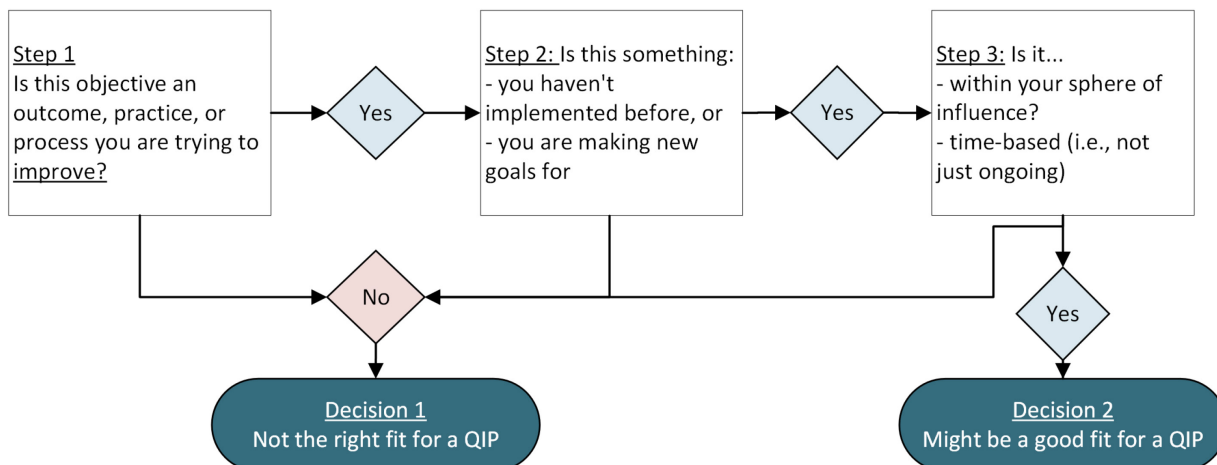 Step 1
Is this objective an
outcome, practice, or
process you are trying to
improve?
Yes
Step 2: Is this something:
- you haven't
implemented before, or
- you are making new
goals for
Yes
Step 3: Is it...
- within your sphere of
influence?
- time-based (i.e., not
just ongoing)
No
Yes
Decision 1
Not the right fit for a QIP
Decision 2
Might be a good fit for a QIP